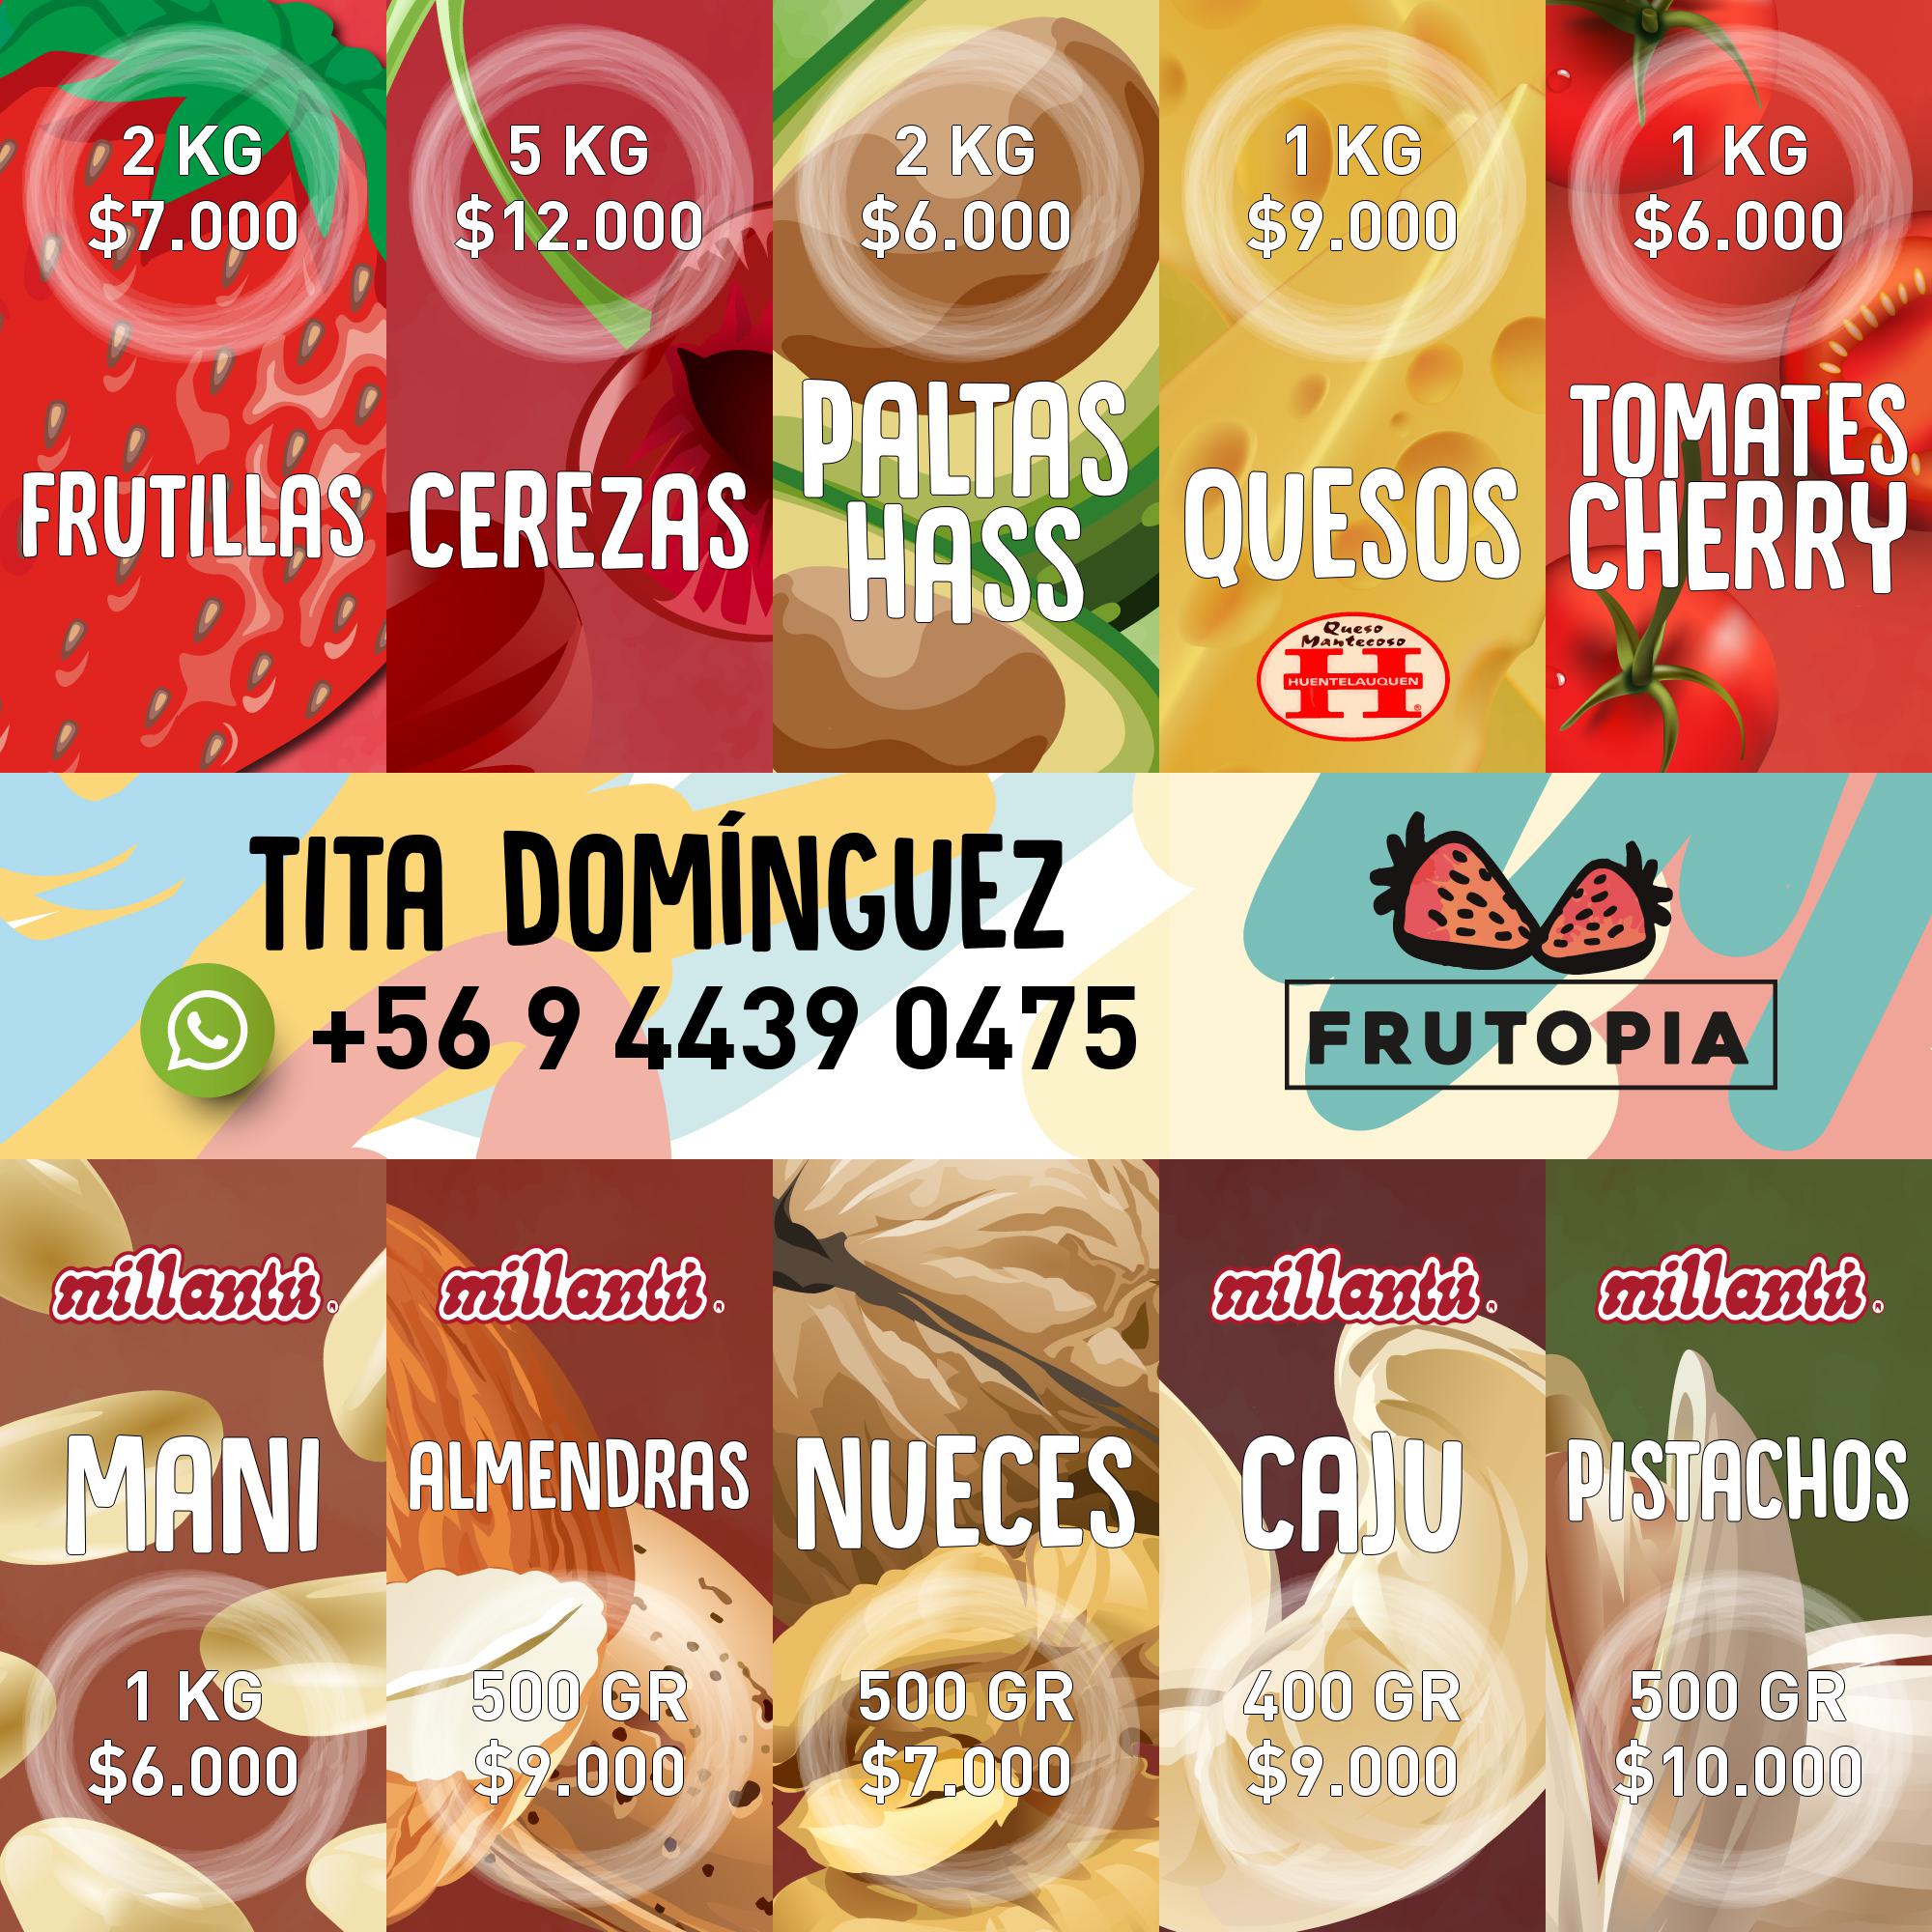 2 KG
$7.000
FRUTILLAS
5 KG
$12.000
CEREZAS
2 KG
$6.000
PALTAS
HASS
1 KG
$9.000
QUESOS
Queso
Mantecoso
H
HUENTELAUQUEN
®
1 KG
$6.000
TOMATES
CHERRY
TITA DOMÍNGUEZ
+56 9 4439 0475
FRUTOPIA
millantú
MANI
1 KG
$6.000
millantú
ALMENDRAS
500 GR
$9.000
NUECES
500 GR
$7.000
millantú
CAJU
400 GR
$9.000
millantú
PISTACHOS
500 GR
$10.000